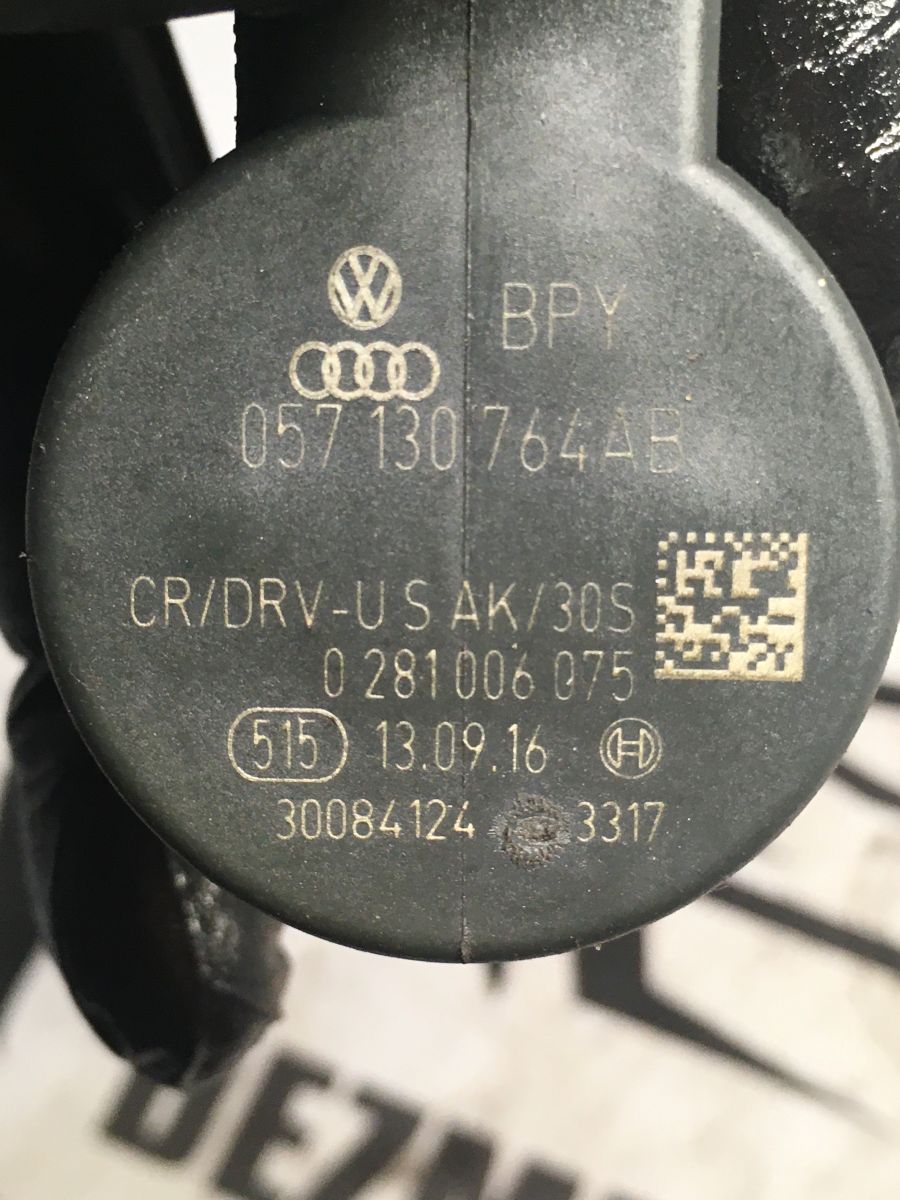 BPY
057 130 764AB
CR/DRV-U S AK/30S
0 281 006 075
515 13.09.16
30084124 3317